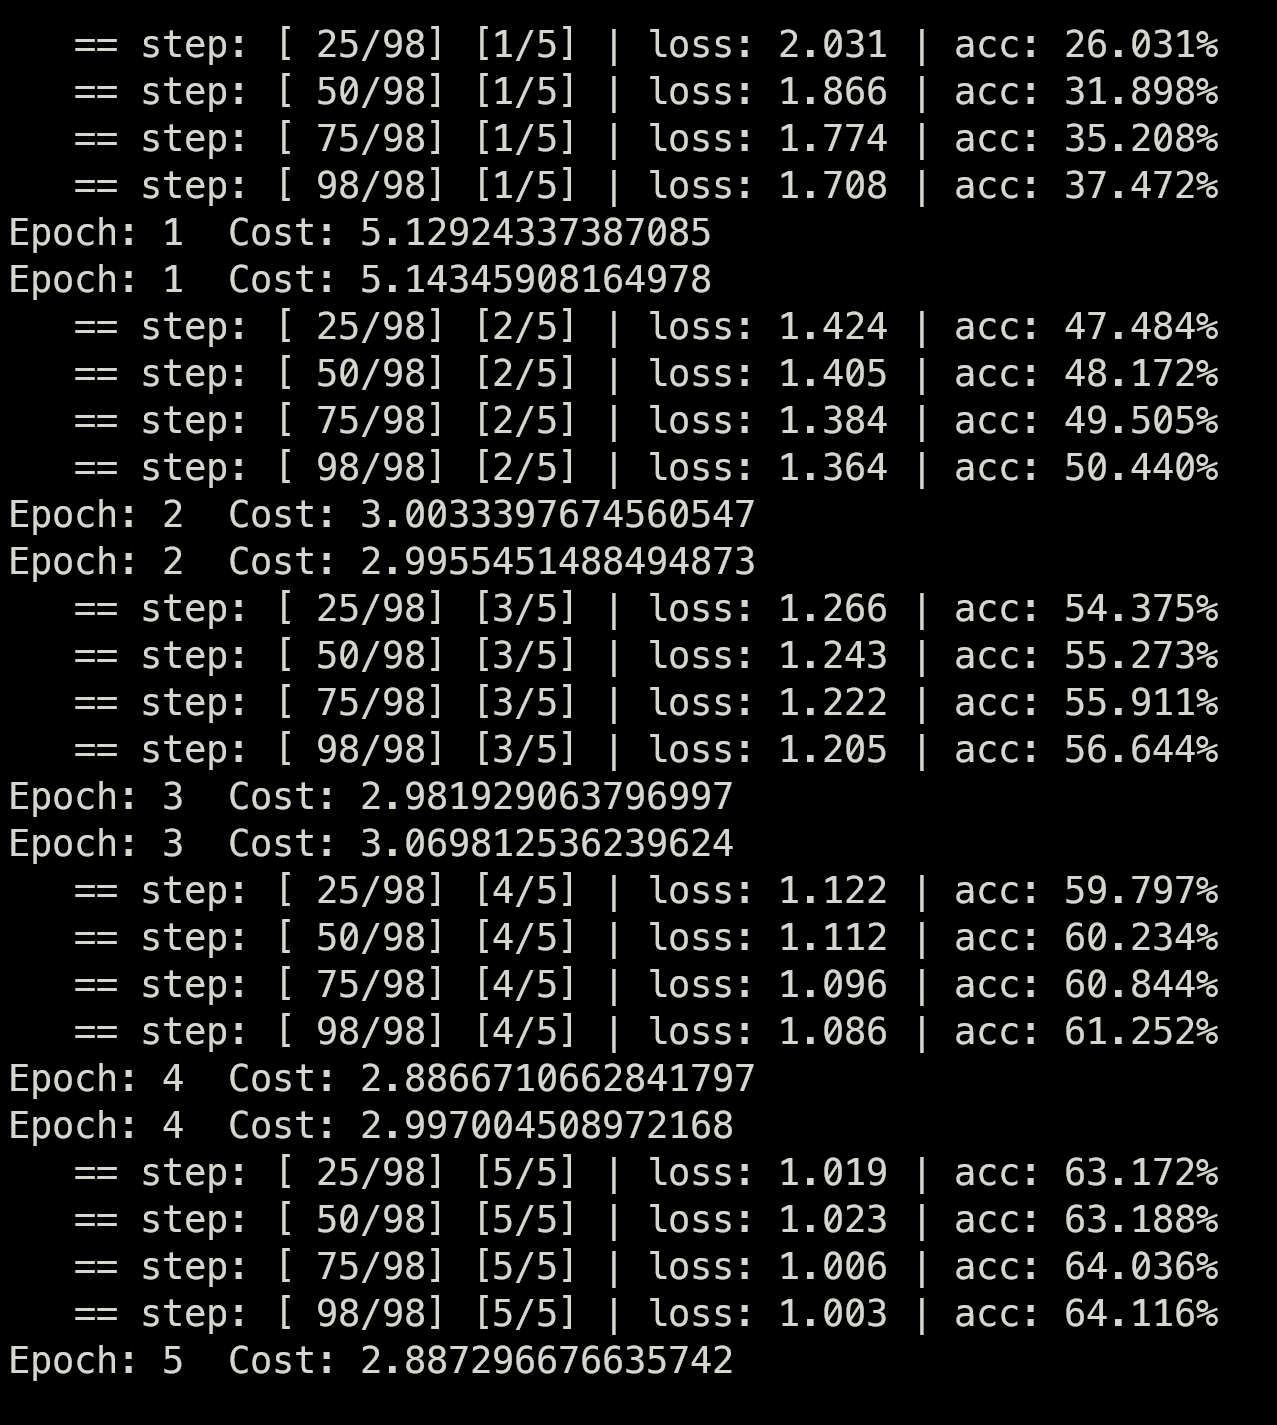 == step: [ 25/98] [1/5] | loss: 2.031 | acc: 26.031%
== step: [ 50/98] [1/5] | loss: 1.866 | acc: 31.898%
== step: [ 75/98] [1/5] | loss: 1.774 | acc: 35.208%
== step: [ 98/98] [1/5] | loss: 1.708 | acc: 37.472%
Epoch: 1  Cost: 5.12924337387085
Epoch: 1  Cost: 5.14345908164978
== step: [ 25/98] [2/5] | loss: 1.424 | acc: 47.484%
== step: [ 50/98] [2/5] | loss: 1.405 | acc: 48.172%
== step: [ 75/98] [2/5] | loss: 1.384 | acc: 49.505%
== step: [ 98/98] [2/5] | loss: 1.364 | acc: 50.440%
Epoch: 2  Cost: 3.0033397674560547
Epoch: 2  Cost: 2.9955451488494873
== step: [ 25/98] [3/5] | loss: 1.266 | acc: 54.375%
== step: [ 50/98] [3/5] | loss: 1.243 | acc: 55.273%
== step: [ 75/98] [3/5] | loss: 1.222 | acc: 55.911%
== step: [ 98/98] [3/5] | loss: 1.205 | acc: 56.644%
Epoch: 3  Cost: 2.981929063796997
Epoch: 3  Cost: 3.069812536239624
== step: [ 25/98] [4/5] | loss: 1.122 | acc: 59.797%
== step: [ 50/98] [4/5] | loss: 1.112 | acc: 60.234%
== step: [ 75/98] [4/5] | loss: 1.096 | acc: 60.844%
== step: [ 98/98] [4/5] | loss: 1.086 | acc: 61.252%
Epoch: 4  Cost: 2.8866710662841797
Epoch: 4  Cost: 2.997004508972168
== step: [ 25/98] [5/5] | loss: 1.019 | acc: 63.172%
== step: [ 50/98] [5/5] | loss: 1.023 | acc: 63.188%
== step: [ 75/98] [5/5] | loss: 1.006 | acc: 64.036%
== step: [ 98/98] [5/5] | loss: 1.003 | acc: 64.116%
Epoch: 5  Cost: 2.887296676635742